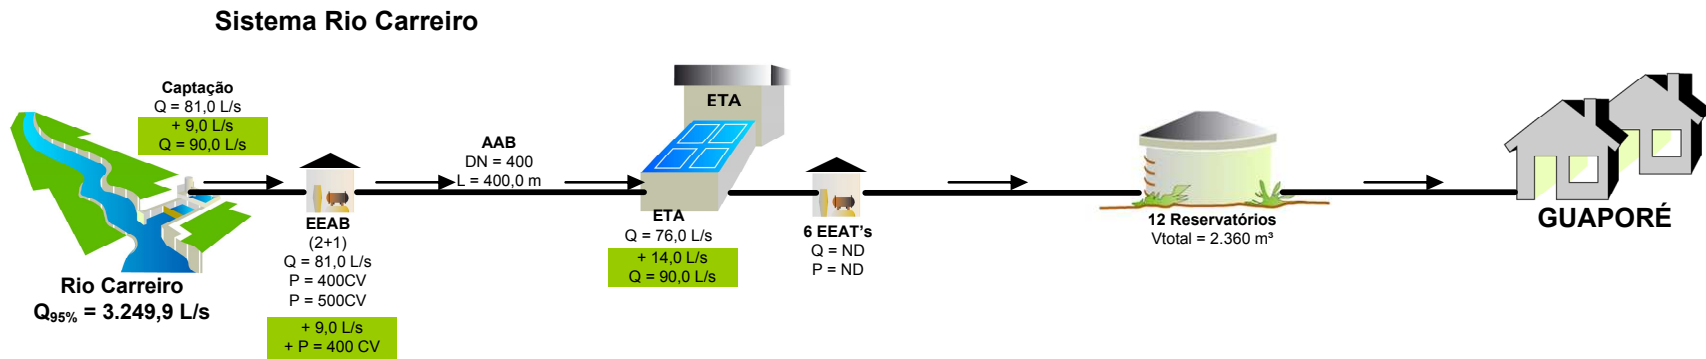 Sistema Rio Carreiro
Captação
Q = 81,0 L/s
+ 9,0 L/s
Q = 90,0 L/s
Rio Carreiro
Q95% = 3.249,9 L/s
EEAB
(2+1)
Q = 81,0 L/s
P = 400CV
P = 500CV
+ 9,0 L/s
+ P = 400 CV
AAB
DN = 400
L = 400,0 m
ETA
ETA
Q = 76,0 L/s
+ 14,0 L/s
Q = 90,0 L/s
6 EEAT's
Q = ND
P = ND
12 Reservatórios
Vtotal = 2.360 m³
GUAPORÉ